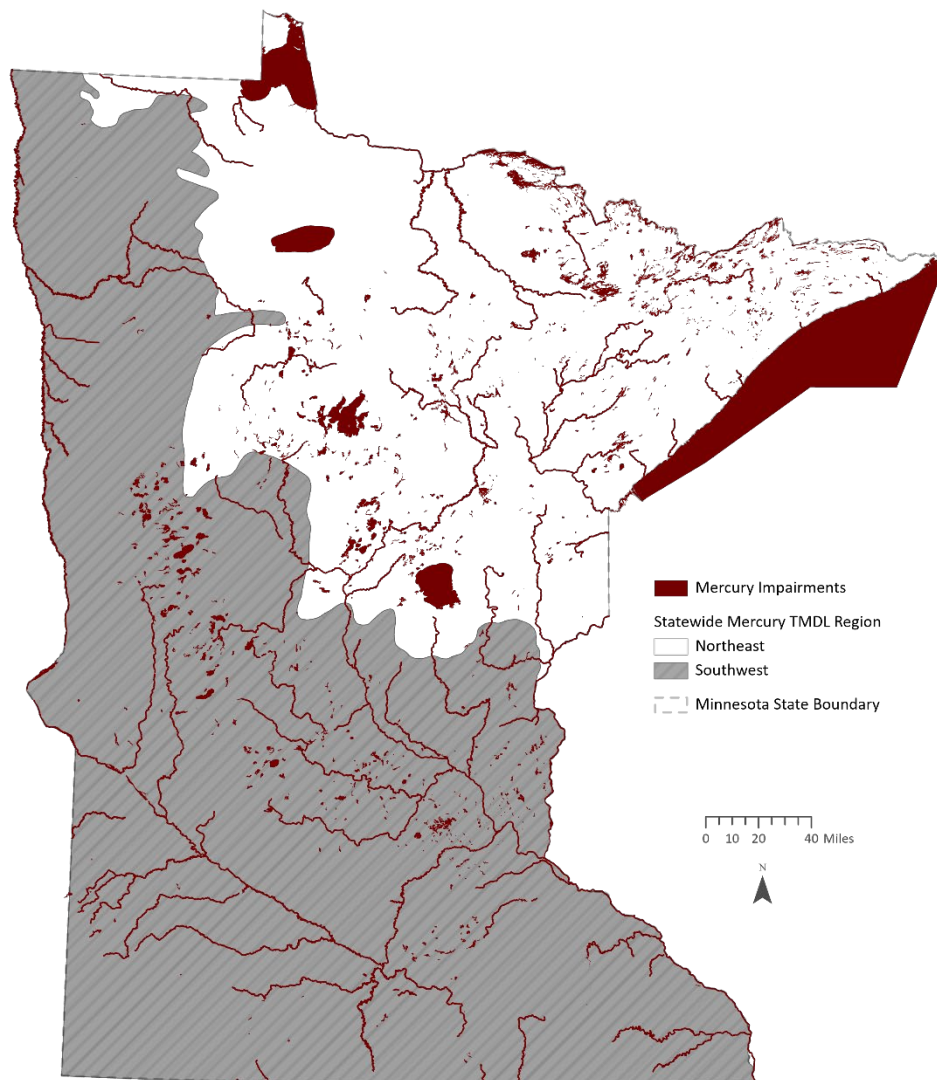 Mercury Impairments
Statewide Mercury TMDL Region
Northeast
Southwest
Minnesota State Boundary
0 10 20 40 Miles
N